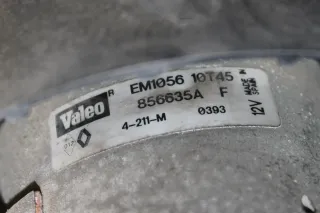 Valeo R EM1056 10T45
856635A F
4-211-M 0393 12V
MADE IN SPAIN